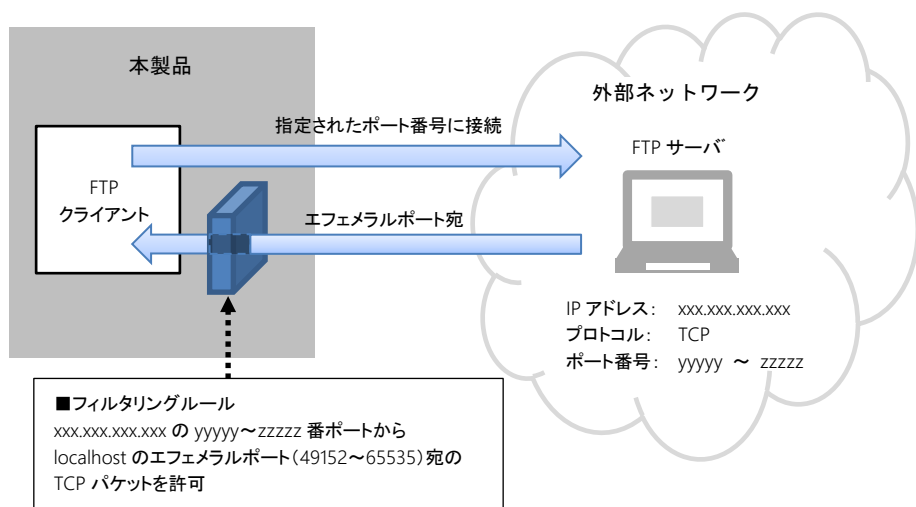 本製品
外部ネットワーク
指定されたポート番号に接続
FTP サーバ
FTP
クライアント
エフェメラルポート宛
IP アドレス： xxx.xxx.xxx.xxx
プロトコル： TCP
ポート番号： yyyyy ～ zzzzz
■フィルタリングルール
xxx.xxx.xxx.xxx の yyyyy～zzzzz 番ポートから
localhost のエフェメラルポート（49152～65535）宛の
TCP パケットを許可